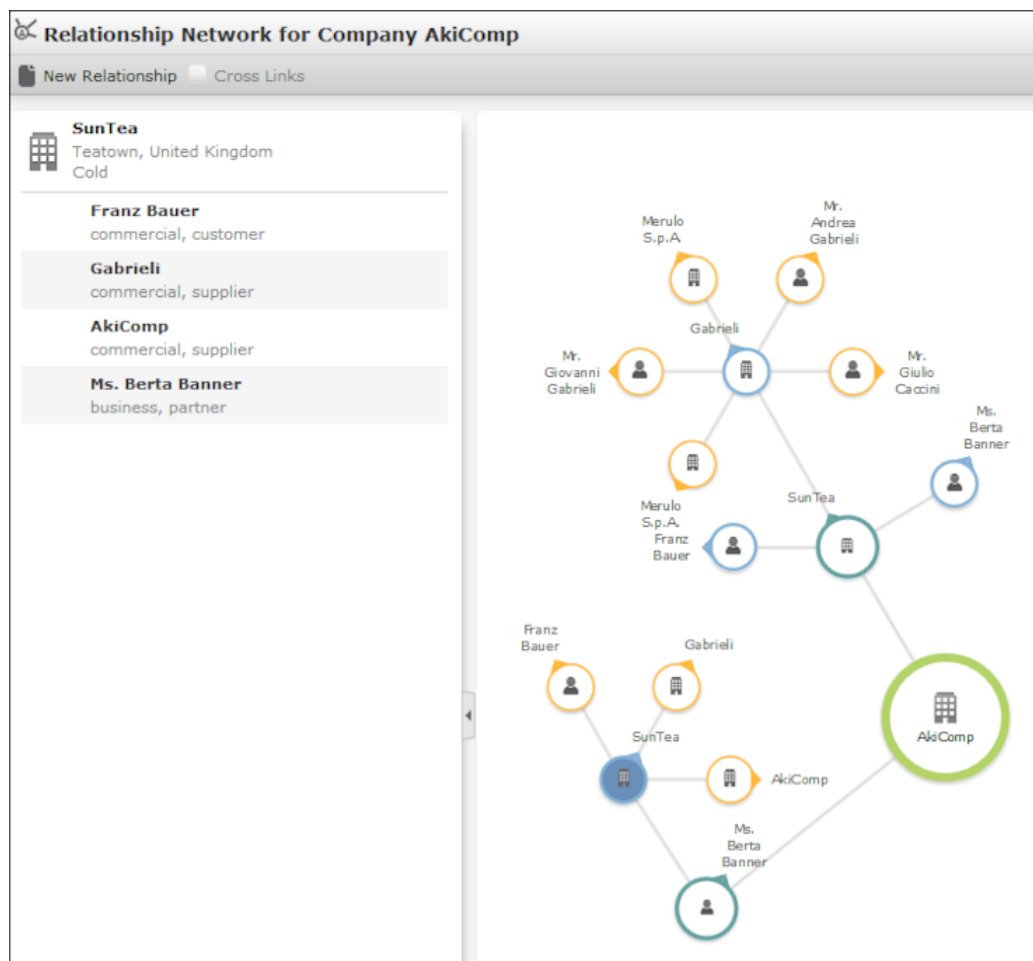 Relationship Network for Company AkiComp
New Relationship
Cross Links
SunTea
Teatown, United Kingdom
Cold
Franz Bauer
commercial, customer
Gabrieli
commercial, supplier
AkiComp
commercial, supplier
Ms. Berta Banner
business, partner
Merulo
S.p.A
Mr.
Andrea
Gabrieli
Gabrieli
Mr.
Giovanni
Gabrieli
Mr.
Giulio
Caccini
Ms.
Berta
Banner
Merulo
S.p.A.
SunTea
Franz
Bauer
Franz
Bauer
Gabrieli
SunTea
AkiComp
AkiComp
Ms.
Berta
Banner